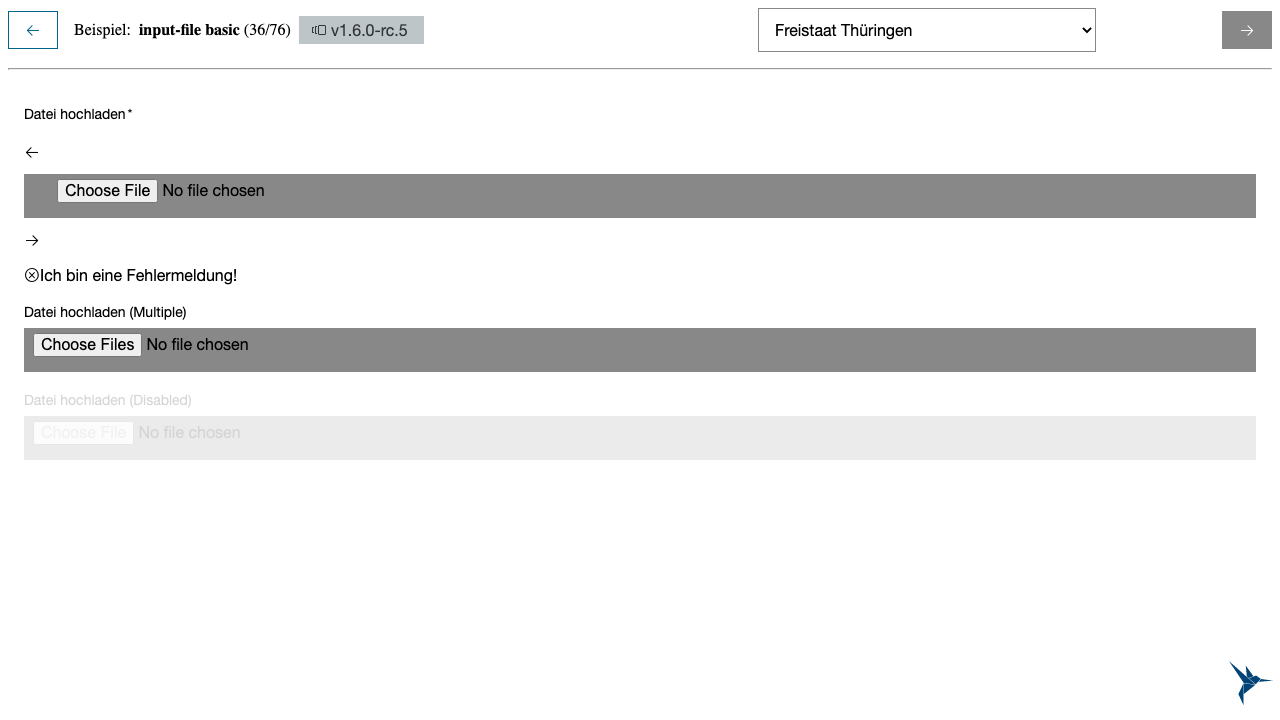 Beispiel: input-file basic (36/76) v1.6.0-rc.5 Freistaat Thüringen
Datei hochladen*
Choose File No file chosen
Ich bin eine Fehlermeldung!
Datei hochladen (Multiple)
Choose Files No file chosen
Datei hochladen (Disabled)
Choose File No file chosen